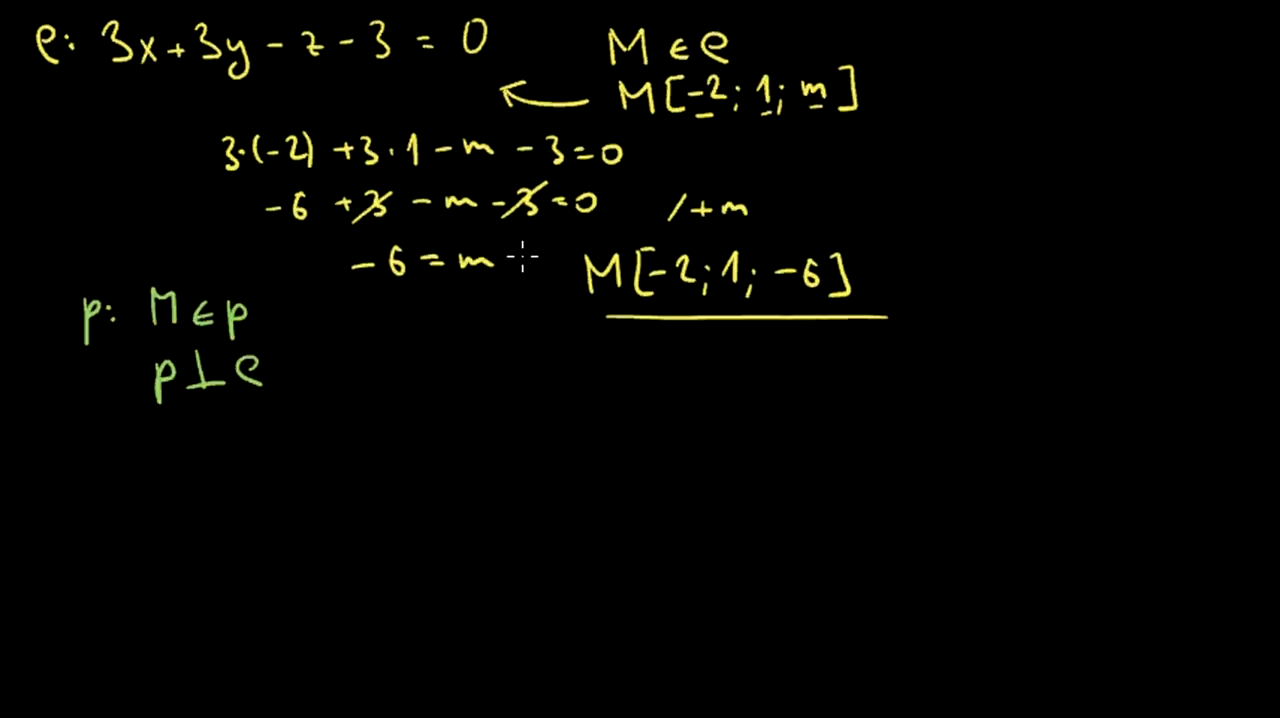 ρ: 3x + 3y - z - 3 = 0
M ∈ ρ
M[-2; 1; m]
3·(-2) + 3·1 - m - 3 = 0
-6 + 3 - m - 3 = 0 /+m
-6 = m
M[-2; 1; -6]
p: M ∈ p
p ⊥ ρ